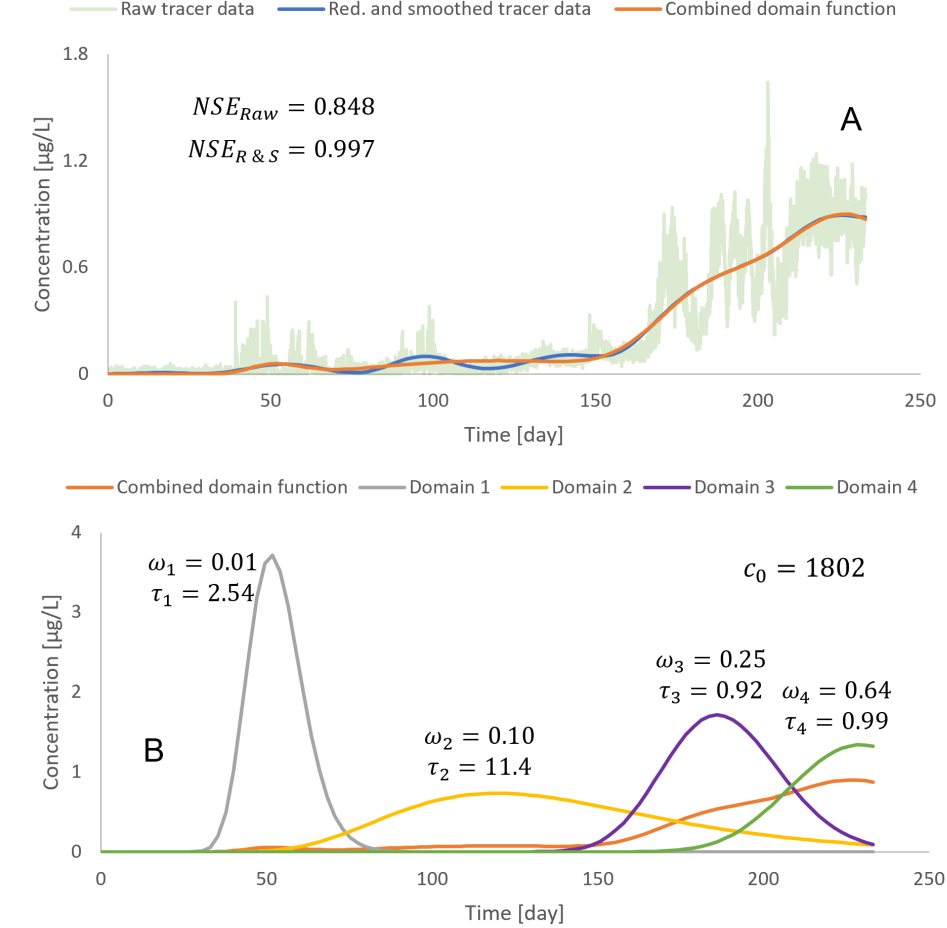 Raw tracer data Red. and smoothed tracer data Combined domain function
1.8
1.2
0.6
0
Concentration [µg/L]
NSE_Raw = 0.848
NSE_R & S = 0.997
A
0 50 100 150 200 250
Time [day]
Combined domain function Domain 1 Domain 2 Domain 3 Domain 4
4
3
2
1
0
Concentration [µg/L]
ω₁ = 0.01
τ₁ = 2.54
c₀ = 1802
ω₃ = 0.25
τ₃ = 0.92
ω₄ = 0.64
τ₄ = 0.99
ω₂ = 0.10
τ₂ = 11.4
B
0 50 100 150 200 250
Time [day]